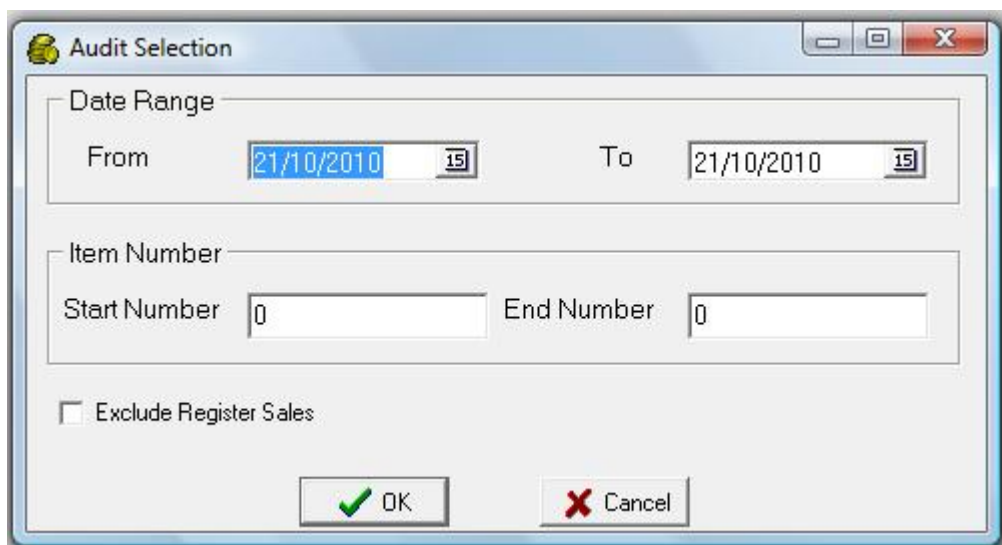 Audit Selection
Date Range
From 21/10/2010 15 To 21/10/2010 15
Item Number
Start Number 0 End Number 0
Exclude Register Sales
OK Cancel